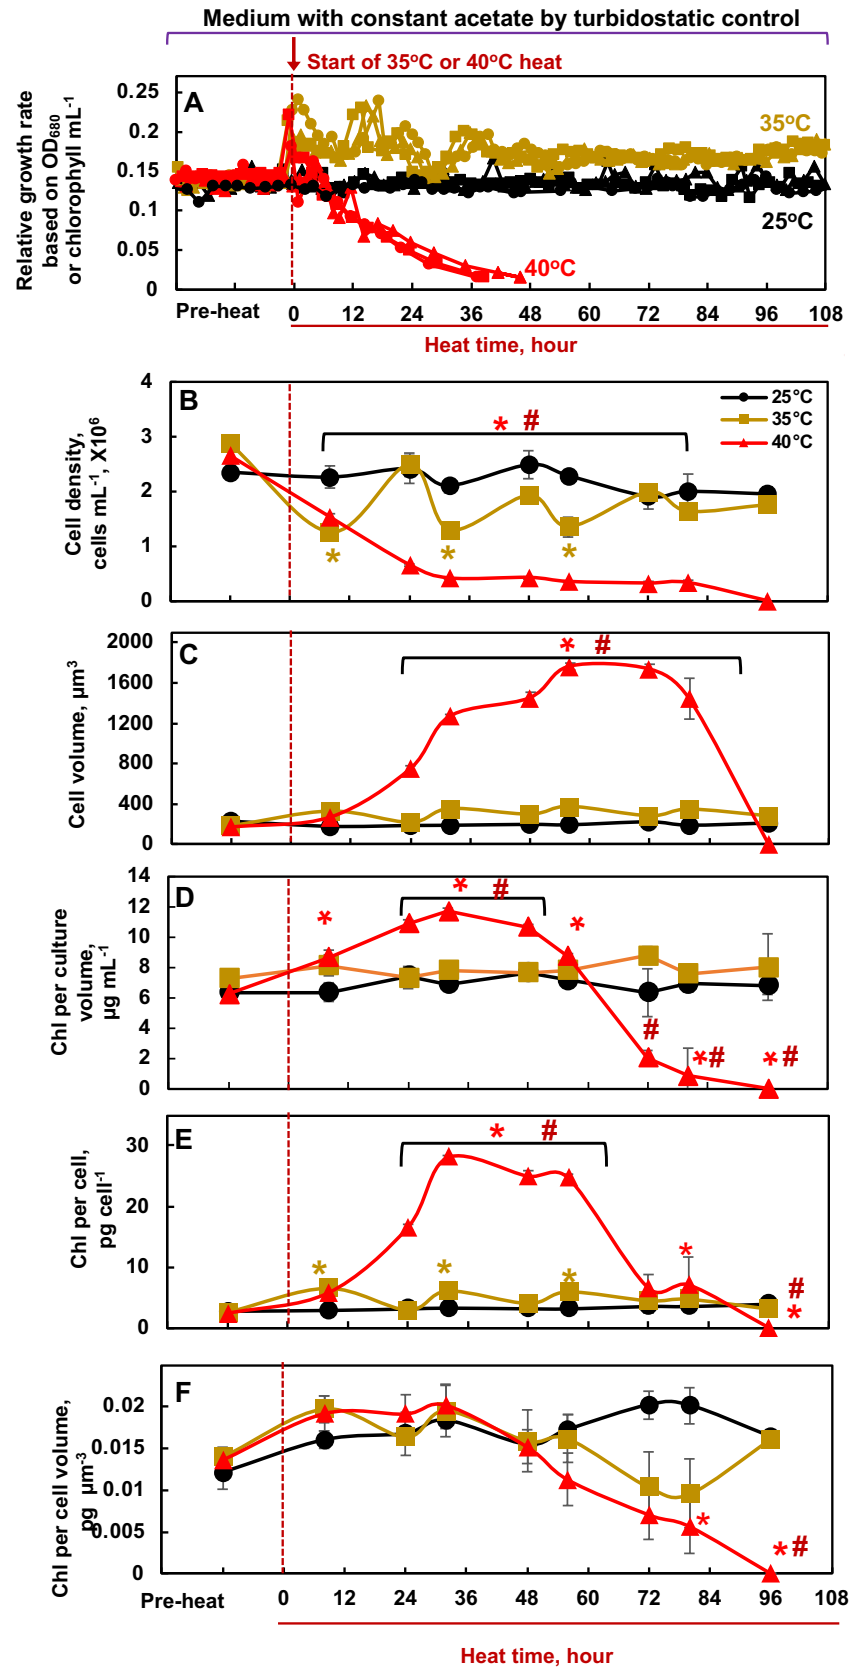 Medium with constant acetate by turbidostatic control
Start of 35°C or 40°C heat
A
Relative growth rate
based on OD680
or chlorophyll mL-1
0.25
0.2
0.15
0.1
0.05
0
35°C
25°C
40°C
Pre-heat 0 12 24 36 48 60 72 84 96 108
Heat time, hour
B
Cell density,
cells mL-1, X10^6
4
3
2
1
0
* #
25°C
35°C
40°C
* * *
C
Cell volume, µm3
2000
1600
1200
800
400
0
* #
D
Chl per culture
volume,
µg mL-1
14
12
10
8
6
4
2
0
* * # *
# *# *#
E
Chl per cell,
pg cell-1
30
20
10
0
* #
* * * *
#
*
F
Chl per cell volume,
pg µm-3
0.02
0.015
0.01
0.005
0
*
*#
Pre-heat 0 12 24 36 48 60 72 84 96 108
Heat time, hour